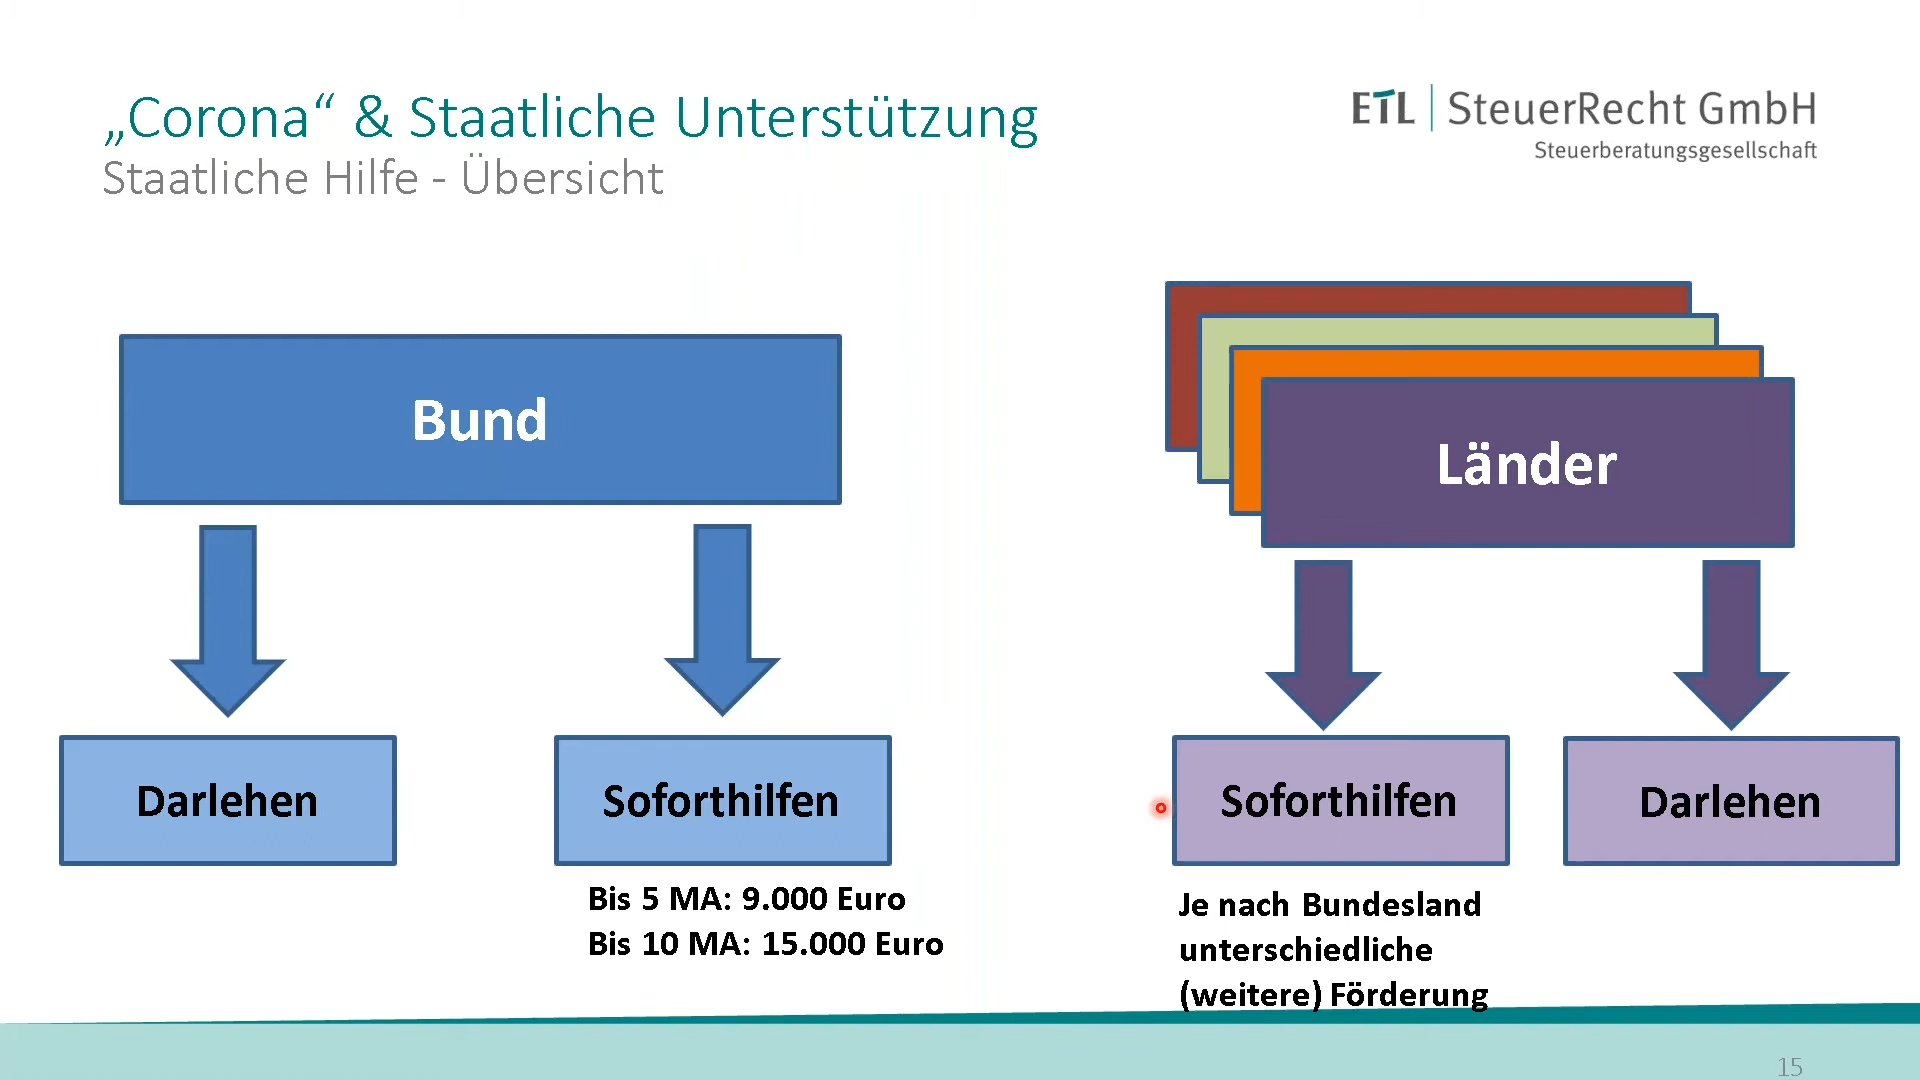 „Corona“ & Staatliche Unterstützung
Staatliche Hilfe - Übersicht
ETL | SteuerRecht GmbH
Steuerberatungsgesellschaft
Bund
Länder
Darlehen
Soforthilfen
Soforthilfen
Darlehen
Bis 5 MA: 9.000 Euro
Bis 10 MA: 15.000 Euro
Je nach Bundesland
unterschiedliche
(weitere) Förderung
15